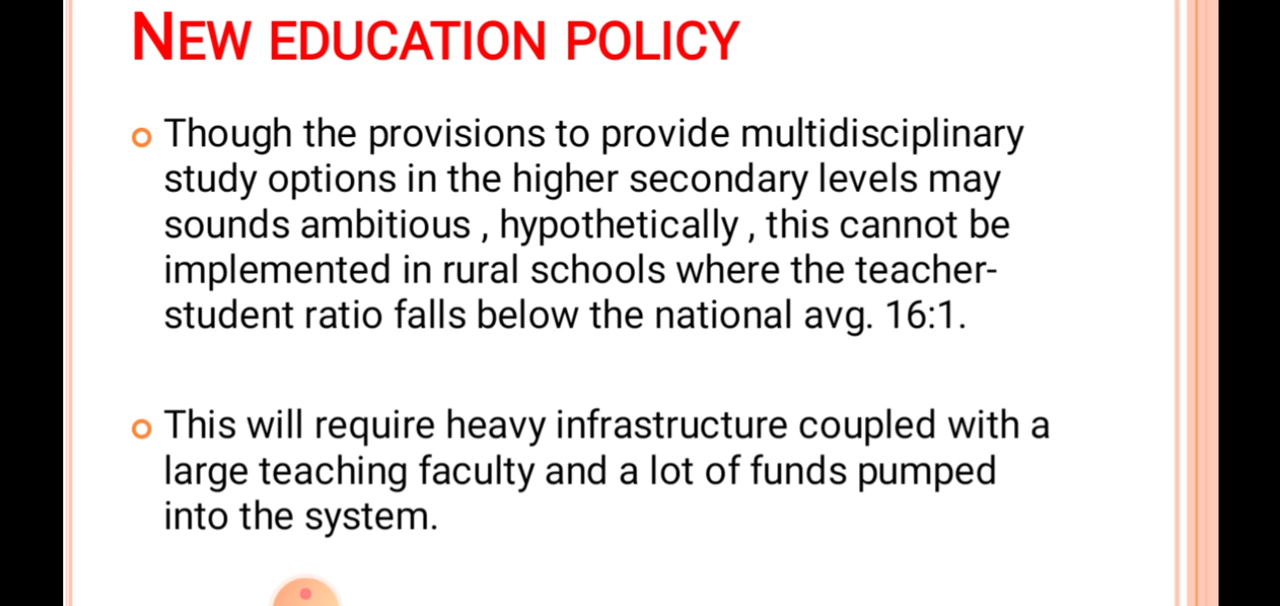 NEW EDUCATION POLICY
Though the provisions to provide multidisciplinary
study options in the higher secondary levels may
sounds ambitious , hypothetically , this cannot be
implemented in rural schools where the teacher-
student ratio falls below the national avg. 16:1.
This will require heavy infrastructure coupled with a
large teaching faculty and a lot of funds pumped
into the system.